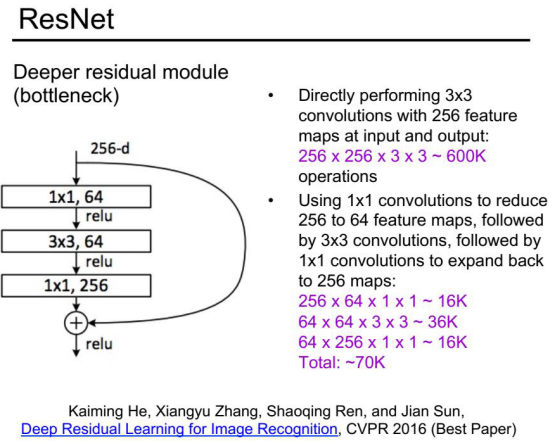 ResNet
Deeper residual module
(bottleneck)
256-d
1x1, 64
relu
3x3, 64
relu
1x1, 256
+
relu
• Directly performing 3x3
convolutions with 256 feature
maps at input and output:
256 x 256 x 3 x 3 ~ 600K
operations
• Using 1x1 convolutions to reduce
256 to 64 feature maps, followed
by 3x3 convolutions, followed by
1x1 convolutions to expand back
to 256 maps:
256 x 64 x 1 x 1 ~ 16K
64 x 64 x 3 x 3 ~ 36K
64 x 256 x 1 x 1 ~ 16K
Total: ~70K
Kaiming He, Xiangyu Zhang, Shaoqing Ren, and Jian Sun,
Deep Residual Learning for Image Recognition, CVPR 2016 (Best Paper)